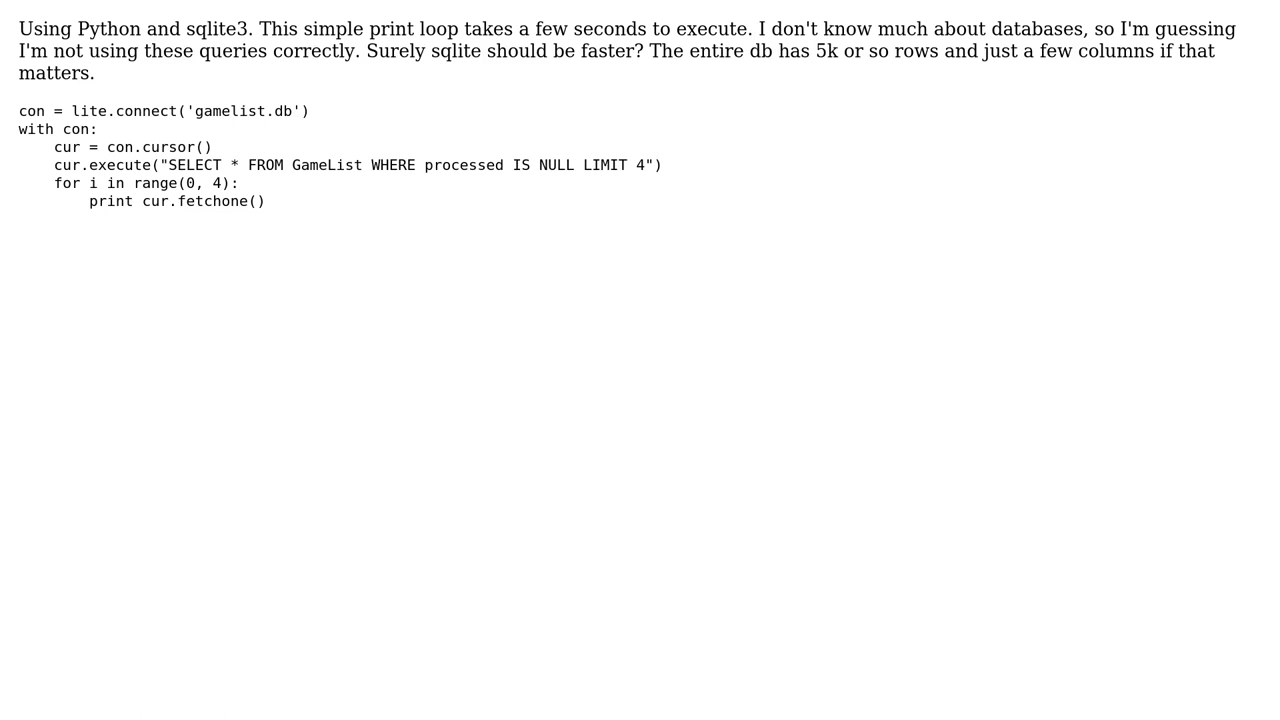 Using Python and sqlite3. This simple print loop takes a few seconds to execute. I don't know much about databases, so I'm guessing
I'm not using these queries correctly. Surely sqlite should be faster? The entire db has 5k or so rows and just a few columns if that
matters.
con = lite.connect('gamelist.db')
with con:
    cur = con.cursor()
    cur.execute("SELECT * FROM GameList WHERE processed IS NULL LIMIT 4")
    for i in range(0, 4):
        print cur.fetchone()